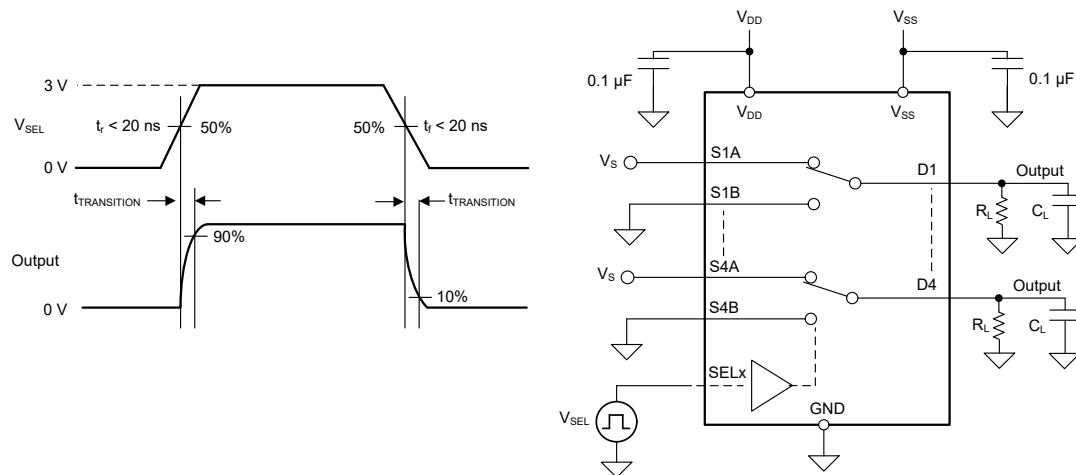 3 V
V_SEL
t_r < 20 ns
50%
50%
t_f < 20 ns
0 V
t_TRANSITION
t_TRANSITION
90%
Output
10%
0 V
V_DD
V_SS
0.1 µF
0.1 µF
V_DD
V_SS
V_S
S1A
D1
Output
S1B
R_L
C_L
V_S
S4A
D4
Output
S4B
R_L
C_L
SELx
V_SEL
GND